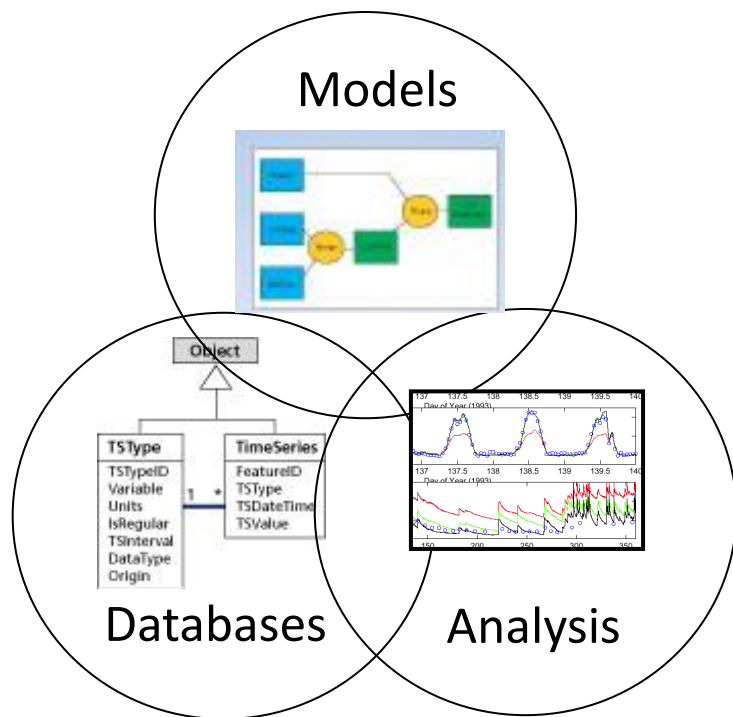 Models
Object
TSType
TSTypeID
Variable
Units
IsRegular
TSInterval
DataType
Origin
1
*
TimeSeries
FeatureID
TSType
TSDateTime
TSValue
137 137.5 138 138.5 139 139.5 140
Day of Year (1993)
137 137.5 138 138.5 139 139.5 140
Day of Year (1993)
150 200 250 300 350
Databases
Analysis